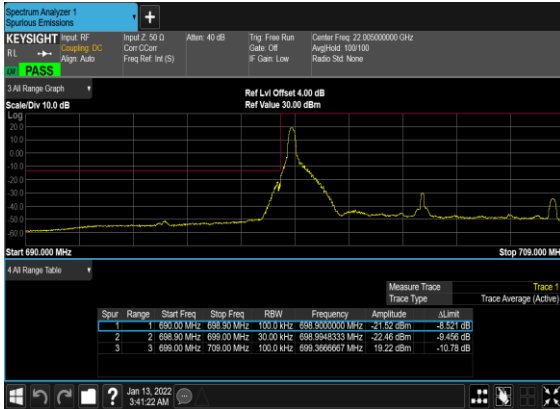 Spectrum Analyzer 1
Spurious Emissions
+
KEYSIGHT Input: RF Input Z: 50 Ω Atten: 40 dB Trig: Free Run Center Freq: 22.005000000 GHz
RL Coupling: DC Corr CCorr Gate: Off Avg|Hold: 100/100
Align: Auto Freq Ref: Int (S) IF Gain: Low Radio Std: None
PASS
3 All Range Graph
Ref Lvl Offset 4.00 dB
Scale/Div 10.0 dB Ref Value 30.00 dBm
Log
20.0
10.0
0.00
-10.0
-20.0
-30.0
-40.0
-50.0
-60.0
Start 690.000 MHz Stop 709.000 MH
4 All Range Table
Measure Trace Trace 1
Trace Type Trace Average (Active)
Spur Range Start Freq Stop Freq RBW Frequency Amplitude ΔLimit
1 1 690.00 MHz 698.90 MHz 100.0 kHz 698.9000000 MHz -21.52 dBm -8.521 dB
2 2 698.90 MHz 699.00 MHz 30.00 kHz 698.9948333 MHz -22.46 dBm -9.456 dB
3 3 699.00 MHz 709.00 MHz 100.0 kHz 699.3666667 MHz 19.22 dBm -10.78 dB
? Jan 13, 2022
3:41:22 AM